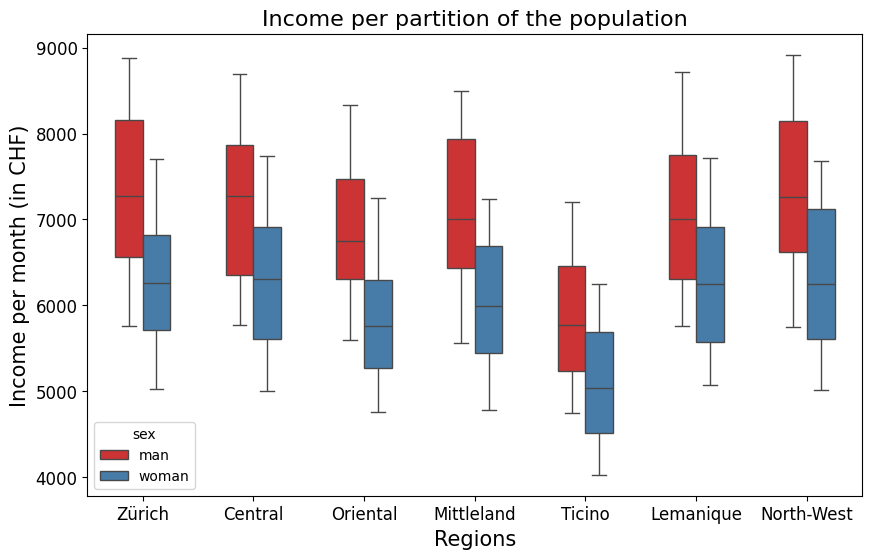 Income per partition of the population
Income per month (in CHF)
9000
8000
7000
6000
5000
4000
sex
man
woman
Zürich Central Oriental Mittleland Ticino Lemanique North-West
Regions